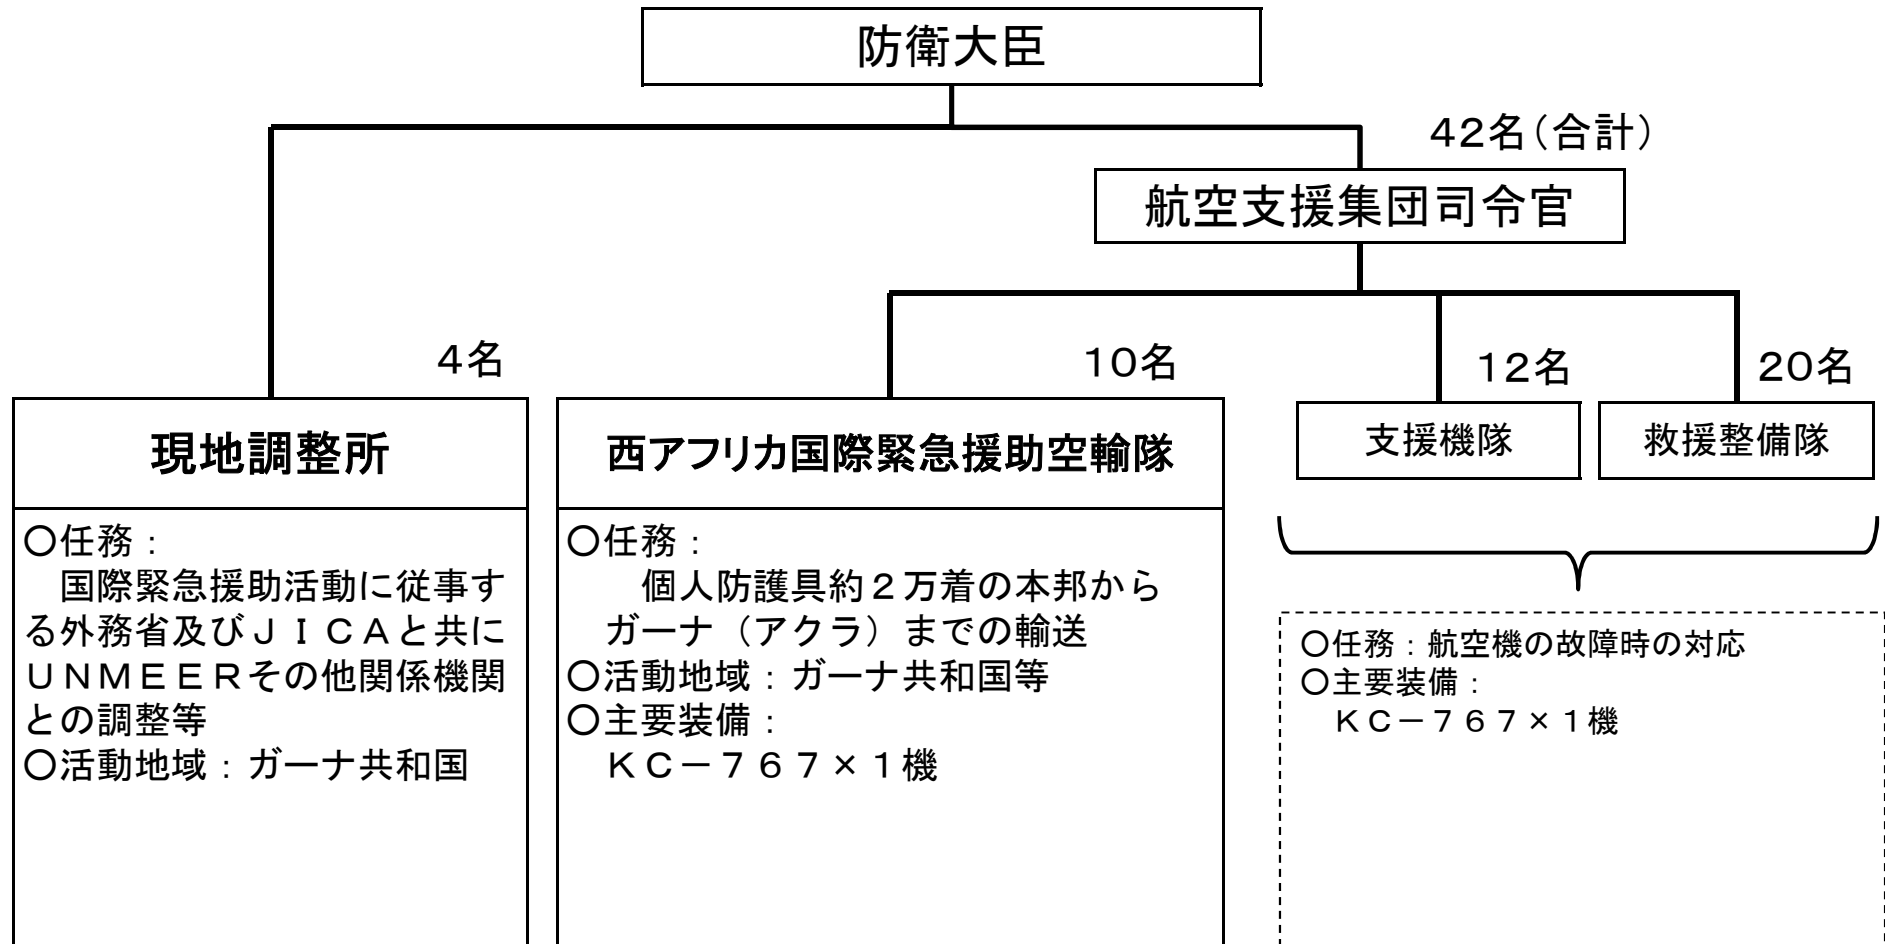 防衛大臣
42名(合計)
航空支援集団司令官
4名
10名
12名
20名
現地調整所
西アフリカ国際緊急援助空輸隊
支援機隊
救援整備隊
○任務：
国際緊急援助活動に従事す
る外務省及びＪＩＣＡと共に
ＵＮＭＥＥＲその他関係機関
との調整等
○活動地域：ガーナ共和国
○任務：
個人防護具約２万着の本邦から
ガーナ（アクラ）までの輸送
○活動地域：ガーナ共和国等
○主要装備：
ＫＣ－７６７×１機
○任務：航空機の故障時の対応
○主要装備：
ＫＣ－７６７×１機